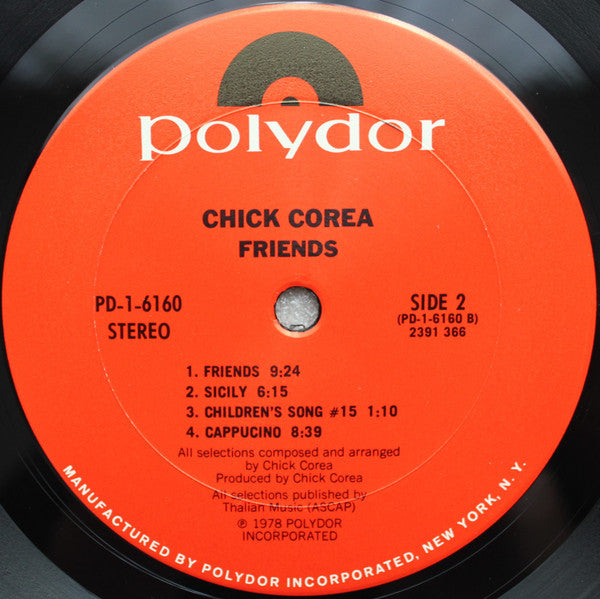 polydor
CHICK COREA
FRIENDS
PD-1-6160
STEREO
SIDE 2
(PD-1-6160 B)
2391 366
1. FRIENDS 9:24
2. SICILY 6:15
3. CHILDREN'S SONG #15 1:10
4. CAPPUCINO 8:39
All selections composed and arranged
by Chick Corea
Produced by Chick Corea
All selections published by
Thalian Music (ASCAP)
℗ 1978 POLYDOR
INCORPORATED
MANUFACTURED BY POLYDOR INCORPORATED, NEW YORK, N. Y.